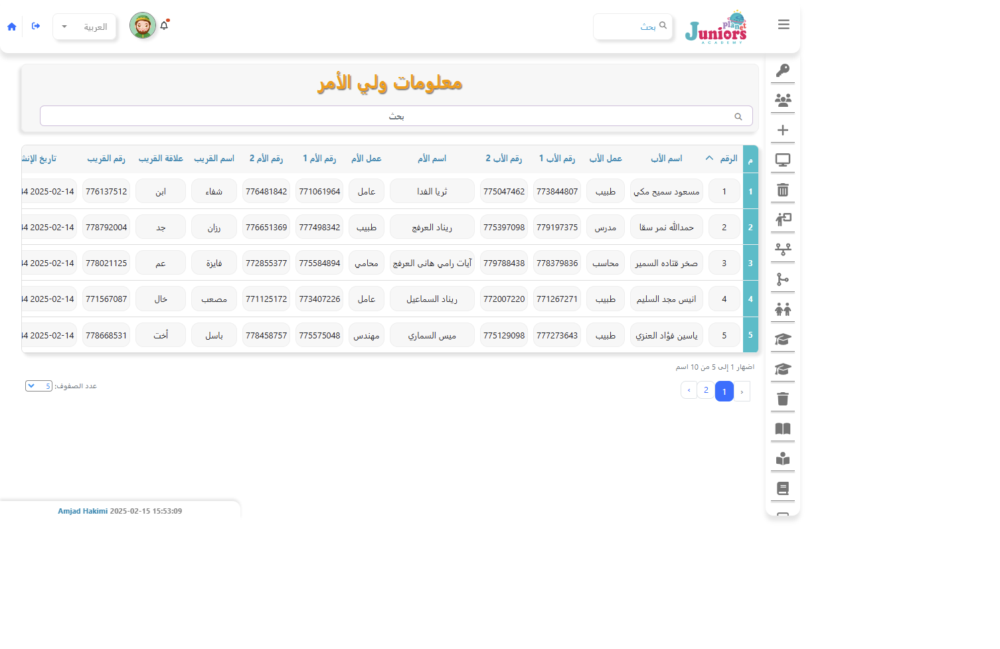 planet
Juniors
ACADEMY
بحث
العربية
معلومات ولي الأمر
بحث
م الرقم اسم الأب عمل الأب رقم الأب 1 رقم الأب 2 اسم الأم عمل الأم رقم الأم 1 رقم الأم 2 اسم القريب علاقة القريب رقم القريب تاريخ الإنش
1 1 مسعود سميح مكي طبيب 773844807 775047462 ثريا الفدا عامل 771061964 776481842 شفاء ابن 776137512 2025-02-14 44
2 2 حمدالله نمر سقا مدرس 779197375 775397098 ريناد العرفج طبيب 777498342 776651369 رزان جد 778792004 2025-02-14 44
3 3 صخر قتاده السمير محاسب 778379836 779788438 آيات رامي هانى العرفج محامي 775584894 772855377 فايزة عم 778021125 2025-02-14 44
4 4 انيس مجد السليم طبيب 771267271 772007220 ريناد السماعيل عامل 773407226 771125172 مصعب خال 771567087 2025-02-14 44
5 5 ياسين فؤاد العنزي طبيب 777273643 775129098 ميس السماري مهندس 775575048 778458757 باسل أخت 778668531 2025-02-14 44
اضهار 1 إلى 5 من 10 اسم
‹ 1 2 ›
عدد الصفوف: 5
Amjad Hakimi 2025-02-15 15:53:09